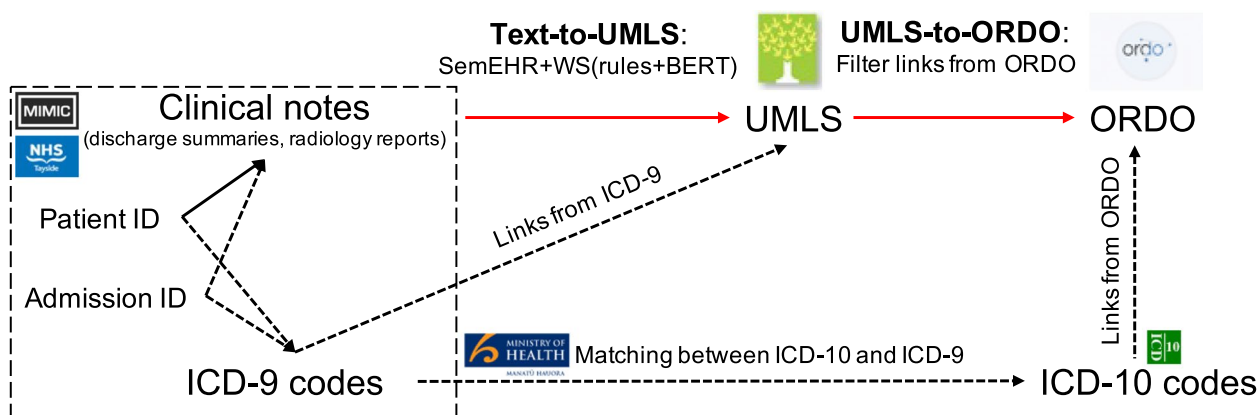 Text-to-UMLS:
SemEHR+WS(rules+BERT)
UMLS-to-ORDO:
Filter links from ORDO
ordo
MIMIC
NHS
Tayside
Clinical notes
(discharge summaries, radiology reports)
UMLS
ORDO
Patient ID
Admission ID
Links from ICD-9
Links from ORDO
MINISTRY OF
HEALTH
MANATŪ HAUORA
Matching between ICD-10 and ICD-9
ICD
10
ICD-9 codes
ICD-10 codes